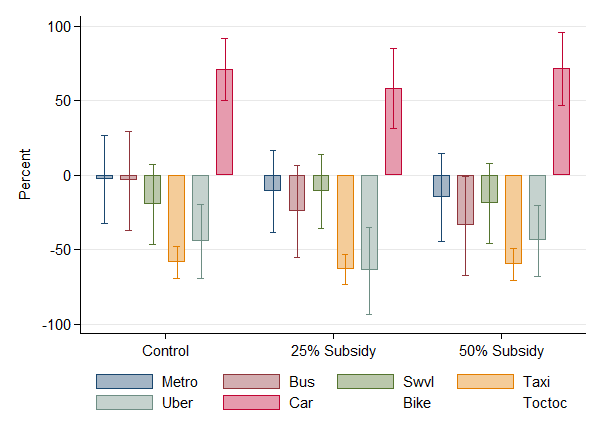 100
50
0
-50
-100
Percent
Control 25% Subsidy 50% Subsidy
Metro Bus Swvl Taxi
Uber Car Bike Toctoc